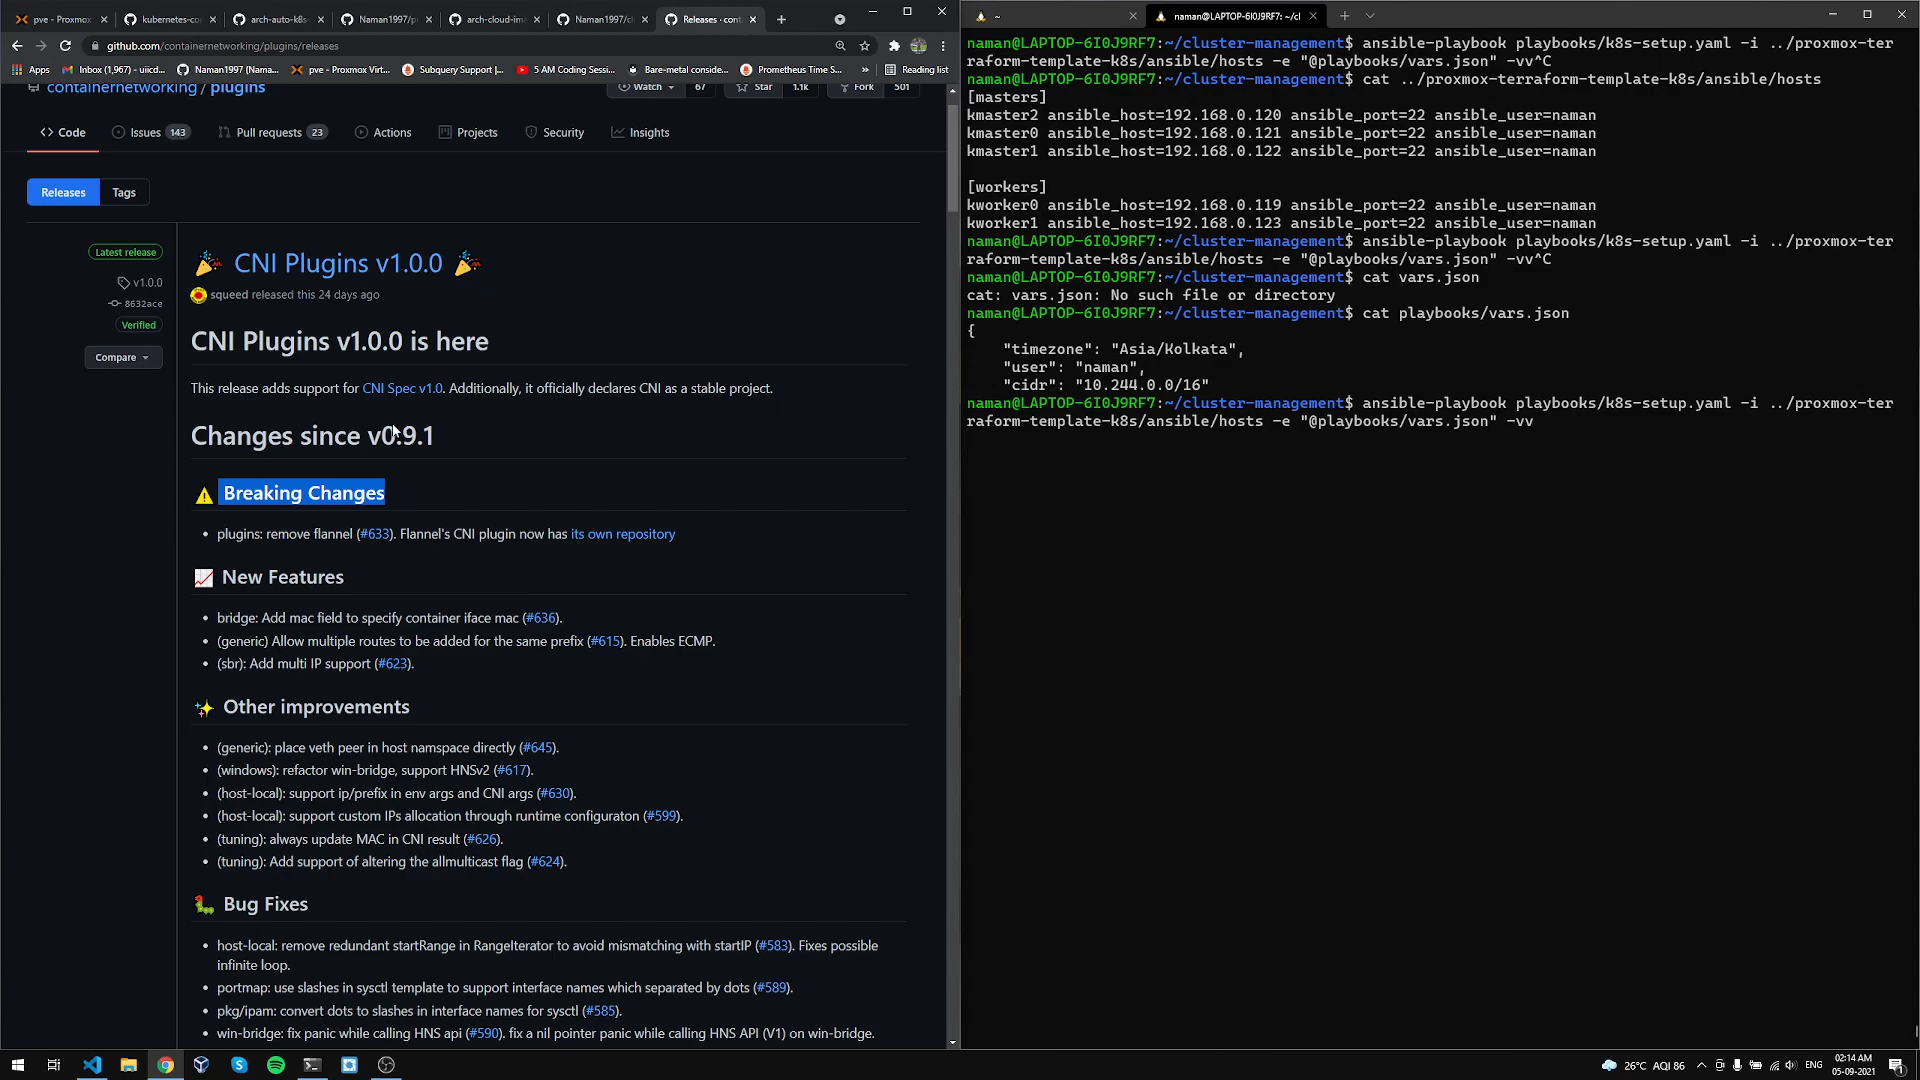 pve - Proxmox
kubernetes-co
arch-auto-k8s-
Naman1997/p
arch-cloud-im
Naman1997/cl
Releases · cont
github.com/containernetworking/plugins/releases
Apps
Inbox (1,967) - uiicd...
Naman1997 (Nama...
pve - Proxmox Virt...
Subquery Support |...
5 AM Coding Sessi...
Bare-metal conside...
Prometheus Time S...
»
Reading list
containernetworking / plugins
Watch
67
Star
1.1k
Fork
501
Code
Issues 143
Pull requests 23
Actions
Projects
Security
Insights
Releases
Tags
Latest release
v1.0.0
8632ace
Verified
Compare
CNI Plugins v1.0.0
squeed released this 24 days ago
CNI Plugins v1.0.0 is here
This release adds support for CNI Spec v1.0. Additionally, it officially declares CNI as a stable project.
Changes since v0.9.1
Breaking Changes
• plugins: remove flannel (#633). Flannel's CNI plugin now has its own repository
New Features
• bridge: Add mac field to specify container iface mac (#636).
• (generic) Allow multiple routes to be added for the same prefix (#615). Enables ECMP.
• (sbr): Add multi IP support (#623).
Other improvements
• (generic): place veth peer in host namspace directly (#645).
• (windows): refactor win-bridge, support HNSv2 (#617).
• (host-local): support ip/prefix in env args and CNI args (#630).
• (host-local): support custom IPs allocation through runtime configuraton (#599).
• (tuning): always update MAC in CNI result (#626).
• (tuning): Add support of altering the allmulticast flag (#624).
Bug Fixes
• host-local: remove redundant startRange in RangeIterator to avoid mismatching with startIP (#583). Fixes possible
infinite loop.
• portmap: use slashes in sysctl template to support interface names which separated by dots (#589).
• pkg/ipam: convert dots to slashes in interface names for sysctl (#585).
• win-bridge: fix panic while calling HNS api (#590). fix a nil pointer panic while calling HNS API (V1) on win-bridge.
~
naman@LAPTOP-6I0J9RF7: ~/cl
naman@LAPTOP-6I0J9RF7:~/cluster-management$ ansible-playbook playbooks/k8s-setup.yaml -i ../proxmox-ter
raform-template-k8s/ansible/hosts -e "@playbooks/vars.json" -vv^C
naman@LAPTOP-6I0J9RF7:~/cluster-management$ cat ../proxmox-terraform-template-k8s/ansible/hosts
[masters]
kmaster2 ansible_host=192.168.0.120 ansible_port=22 ansible_user=naman
kmaster0 ansible_host=192.168.0.121 ansible_port=22 ansible_user=naman
kmaster1 ansible_host=192.168.0.122 ansible_port=22 ansible_user=naman
[workers]
kworker0 ansible_host=192.168.0.119 ansible_port=22 ansible_user=naman
kworker1 ansible_host=192.168.0.123 ansible_port=22 ansible_user=naman
naman@LAPTOP-6I0J9RF7:~/cluster-management$ ansible-playbook playbooks/k8s-setup.yaml -i ../proxmox-ter
raform-template-k8s/ansible/hosts -e "@playbooks/vars.json" -vv^C
naman@LAPTOP-6I0J9RF7:~/cluster-management$ cat vars.json
cat: vars.json: No such file or directory
naman@LAPTOP-6I0J9RF7:~/cluster-management$ cat playbooks/vars.json
{
"timezone": "Asia/Kolkata",
"user": "naman",
"cidr": "10.244.0.0/16"
naman@LAPTOP-6I0J9RF7:~/cluster-management$ ansible-playbook playbooks/k8s-setup.yaml -i ../proxmox-ter
raform-template-k8s/ansible/hosts -e "@playbooks/vars.json" -vv
26°C AQI 86
ENG
02:14 AM
05-09-2021